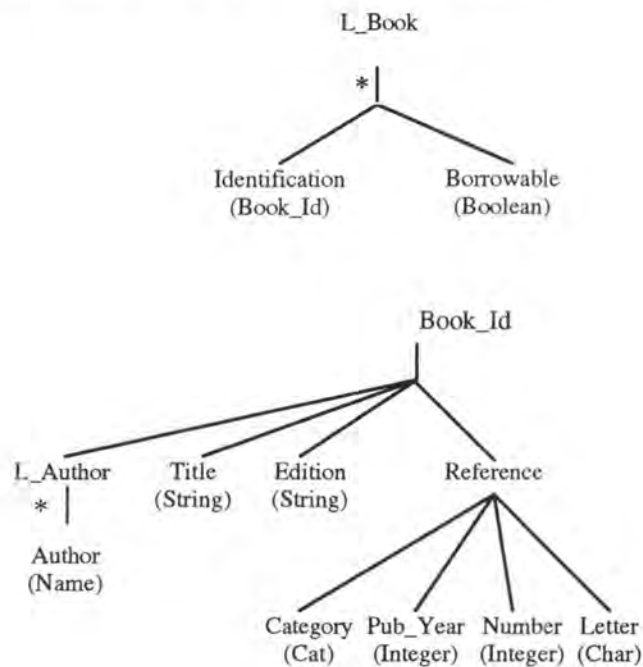 L_Book
*
Identification Borrowable
(Book_Id) (Boolean)
Book_Id
L_Author Title Edition Reference
(String) (String)
*
Author
(Name)
Category Pub_Year Number Letter
(Cat) (Integer) (Integer) (Char)